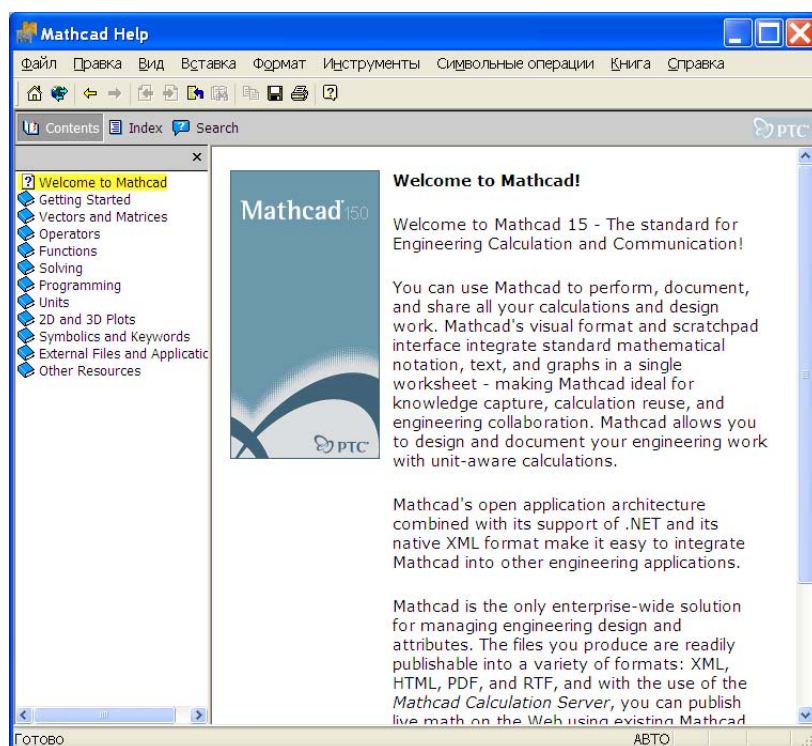 Mathcad Help
Файл Правка Вид Вставка Формат Инструменты Символьные операции Книга Справка
Contents Index Search
PTC
Welcome to Mathcad
Getting Started
Vectors and Matrices
Operators
Functions
Solving
Programming
Units
2D and 3D Plots
Symbolics and Keywords
External Files and Applicatic
Other Resources
Mathcad 15.0
PTC
Welcome to Mathcad!
Welcome to Mathcad 15 - The standard for
Engineering Calculation and Communication!
You can use Mathcad to perform, document,
and share all your calculations and design
work. Mathcad's visual format and scratchpad
interface integrate standard mathematical
notation, text, and graphs in a single
worksheet - making Mathcad ideal for
knowledge capture, calculation reuse, and
engineering collaboration. Mathcad allows you
to design and document your engineering work
with unit-aware calculations.
Mathcad's open application architecture
combined with its support of .NET and its
native XML format make it easy to integrate
Mathcad into other engineering applications.
Mathcad is the only enterprise-wide solution
for managing engineering design and
attributes. The files you produce are readily
publishable into a variety of formats: XML,
HTML, PDF, and RTF, and with the use of the
Mathcad Calculation Server, you can publish
live math on the Web using existing Mathcad
Готово АВТО